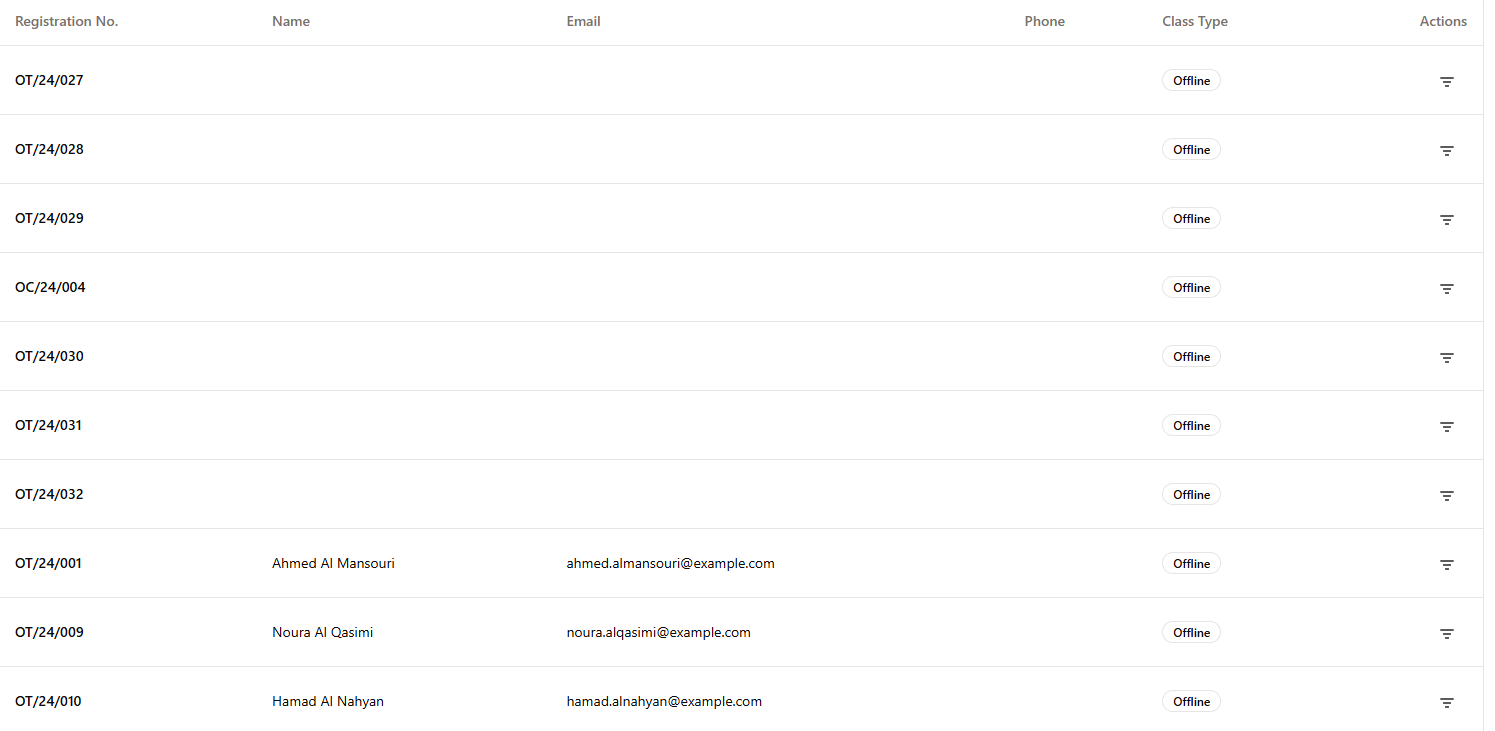 Registration No. Name Email Phone Class Type Actions
OT/24/027 Offline
OT/24/028 Offline
OT/24/029 Offline
OC/24/004 Offline
OT/24/030 Offline
OT/24/031 Offline
OT/24/032 Offline
OT/24/001 Ahmed Al Mansouri ahmed.almansouri@example.com Offline
OT/24/009 Noura Al Qasimi noura.alqasimi@example.com Offline
OT/24/010 Hamad Al Nahyan hamad.alnahyan@example.com Offline